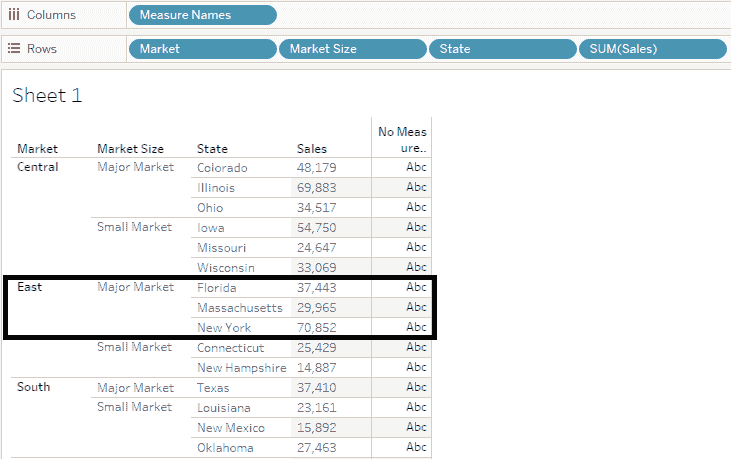 Columns Measure Names
Rows Market Market Size State SUM(Sales)
Sheet 1
No Meas
ure..
Market Market Size State Sales
Central Major Market Colorado 48,179 Abc
Illinois 69,883 Abc
Ohio 34,517 Abc
Small Market Iowa 54,750 Abc
Missouri 24,647 Abc
Wisconsin 33,069 Abc
East Major Market Florida 37,443 Abc
Massachusetts 29,965 Abc
New York 70,852 Abc
Small Market Connecticut 25,429 Abc
New Hampshire 14,887 Abc
South Major Market Texas 37,410 Abc
Small Market Louisiana 23,161 Abc
New Mexico 15,892 Abc
Oklahoma 27,463 Abc